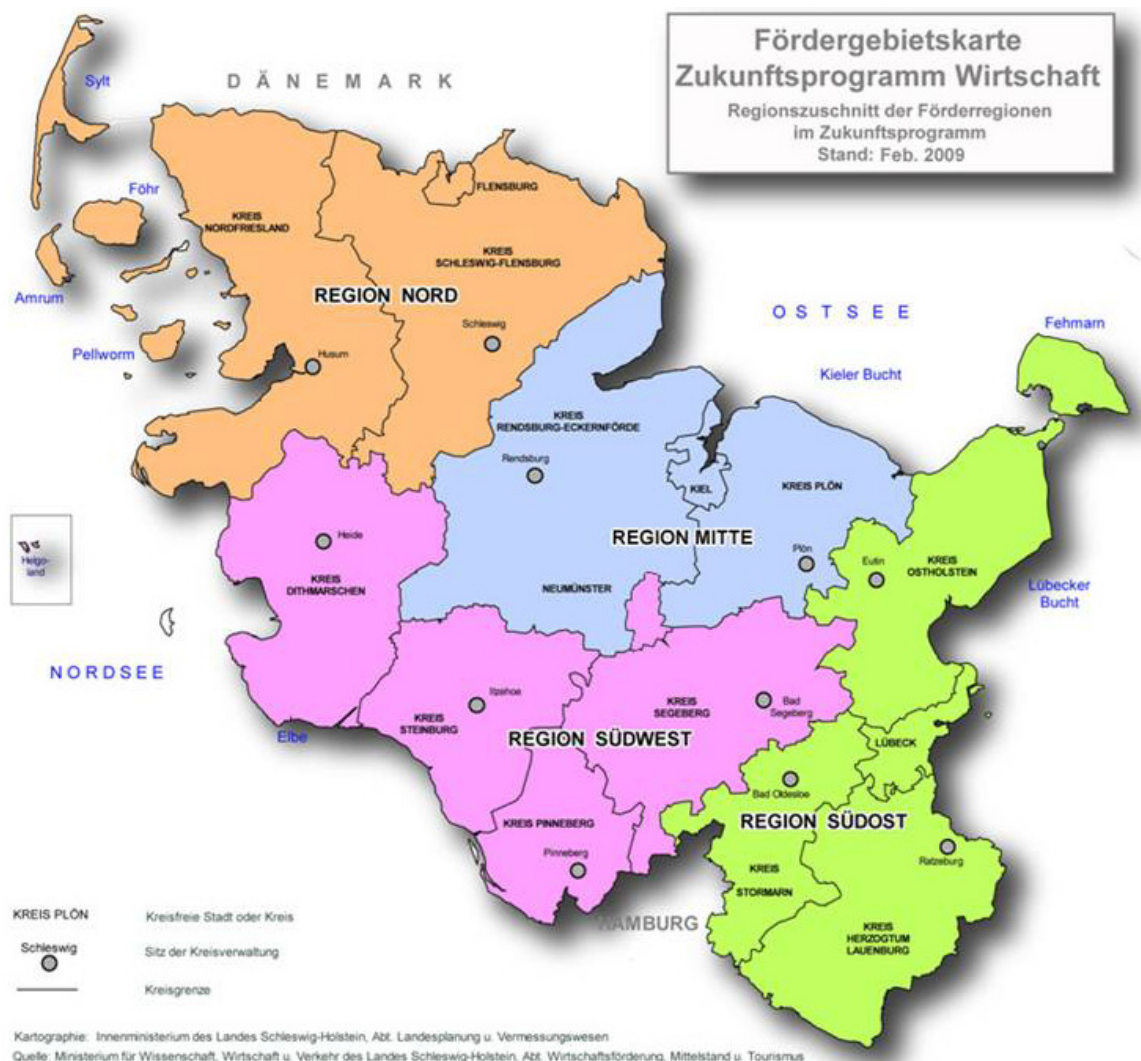 Fördergebietskarte
Zukunftsprogramm Wirtschaft
Regionszuschnitt der Förderregionen
im Zukunftsprogramm
Stand: Feb. 2009
DÄNEMARK
Sylt
Föhr
FLENSBURG
KREIS
NORDFRIESLAND
KREIS
SCHLESWIG-FLENSBURG
Amrum
REGION NORD
OSTSEE
Fehmarn
Schleswig
Pellworm
Husum
Kieler Bucht
KREIS
RENDSBURG-ECKERNFÖRDE
Rendsburg
KIEL
KREIS PLÖN
REGION MITTE
Heide
Helgo-
land
Plön
Eutin
KREIS
OSTHOLSTEIN
KREIS
DITHMARSCHEN
NEUMÜNSTER
Lübecker
Bucht
NORDSEE
Itzehoe
KREIS
STEINBURG
KREIS
SEGEBERG
Bad
Segeberg
Elbe
REGION SÜDWEST
LÜBECK
Bad Oldesloe
KREIS PINNEBERG
REGION SÜDOST
Pinneberg
Ratzeburg
KREIS
STORMARN
HAMBURG
KREIS
HERZOGTUM
LAUENBURG
KREIS PLÖN Kreisfreie Stadt oder Kreis
Schleswig Sitz der Kreisverwaltung
Kreisgrenze
Kartographie: Innenministerium des Landes Schleswig-Holstein, Abt. Landesplanung u. Vermessungswesen
Quelle: Ministerium für Wissenschaft, Wirtschaft u. Verkehr des Landes Schleswig-Holstein, Abt. Wirtschaftsförderung, Mittelstand u. Tourismus